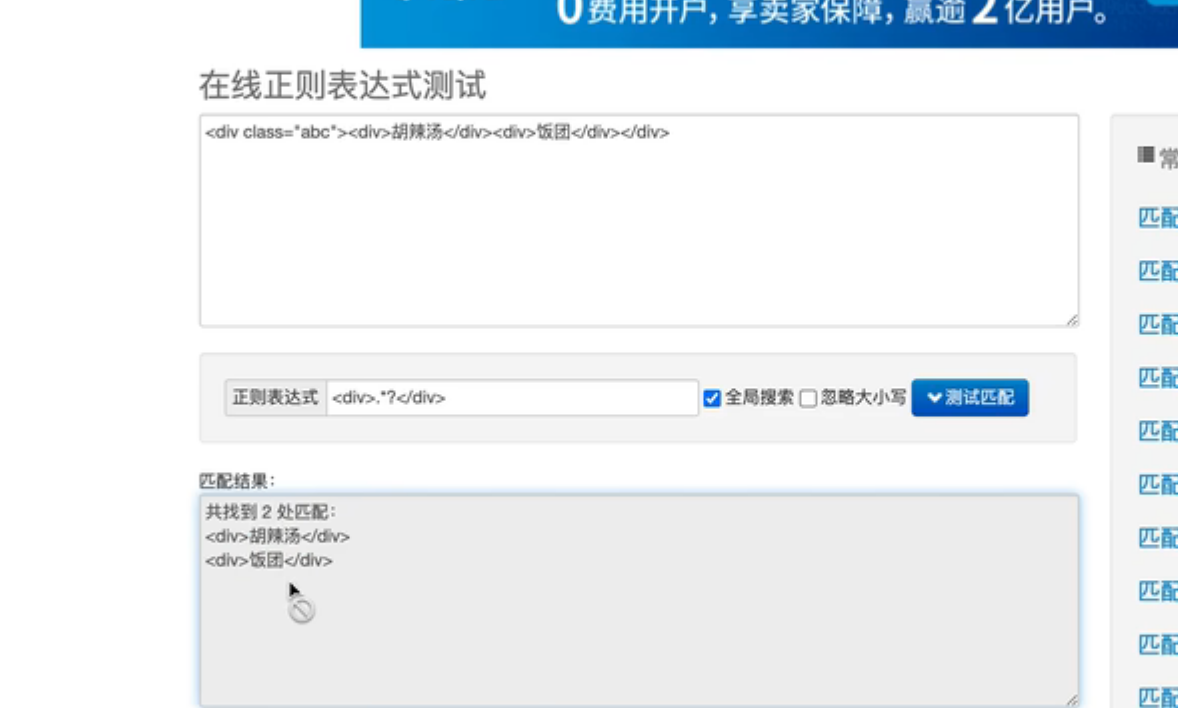 0费用开户，享卖家保障，赢逾2亿用户。
在线正则表达式测试
<div class="abc"><div>胡辣汤</div><div>饭团</div></div>
常
匹配
匹配
匹配
匹配
匹配
匹配
匹配
匹配
匹配
匹配
正则表达式 <div>.*?</div> 全局搜索 忽略大小写 测试匹配
匹配结果：
共找到 2 处匹配：
<div>胡辣汤</div>
<div>饭团</div>